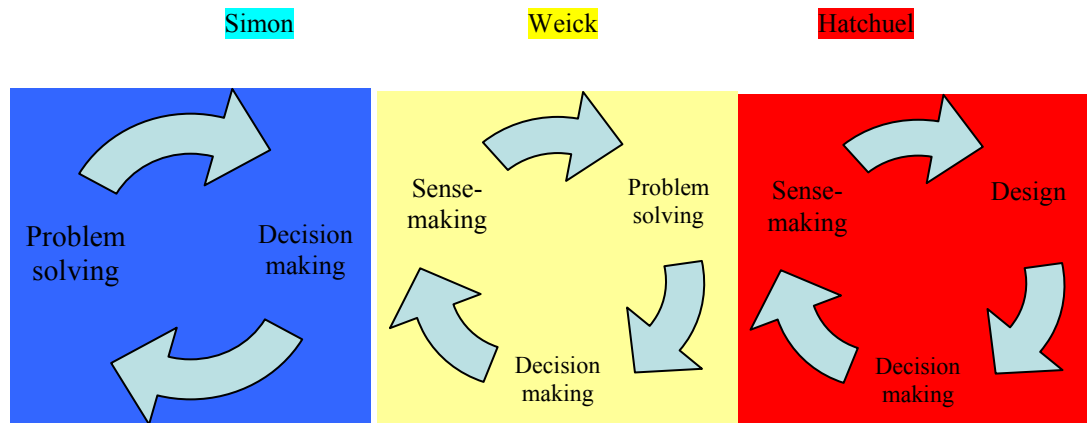 Simon
Weick
Hatchuel
Problem
solving
Decision
making
Sense-
making
Problem
solving
Decision
making
Sense-
making
Design
Decision
making